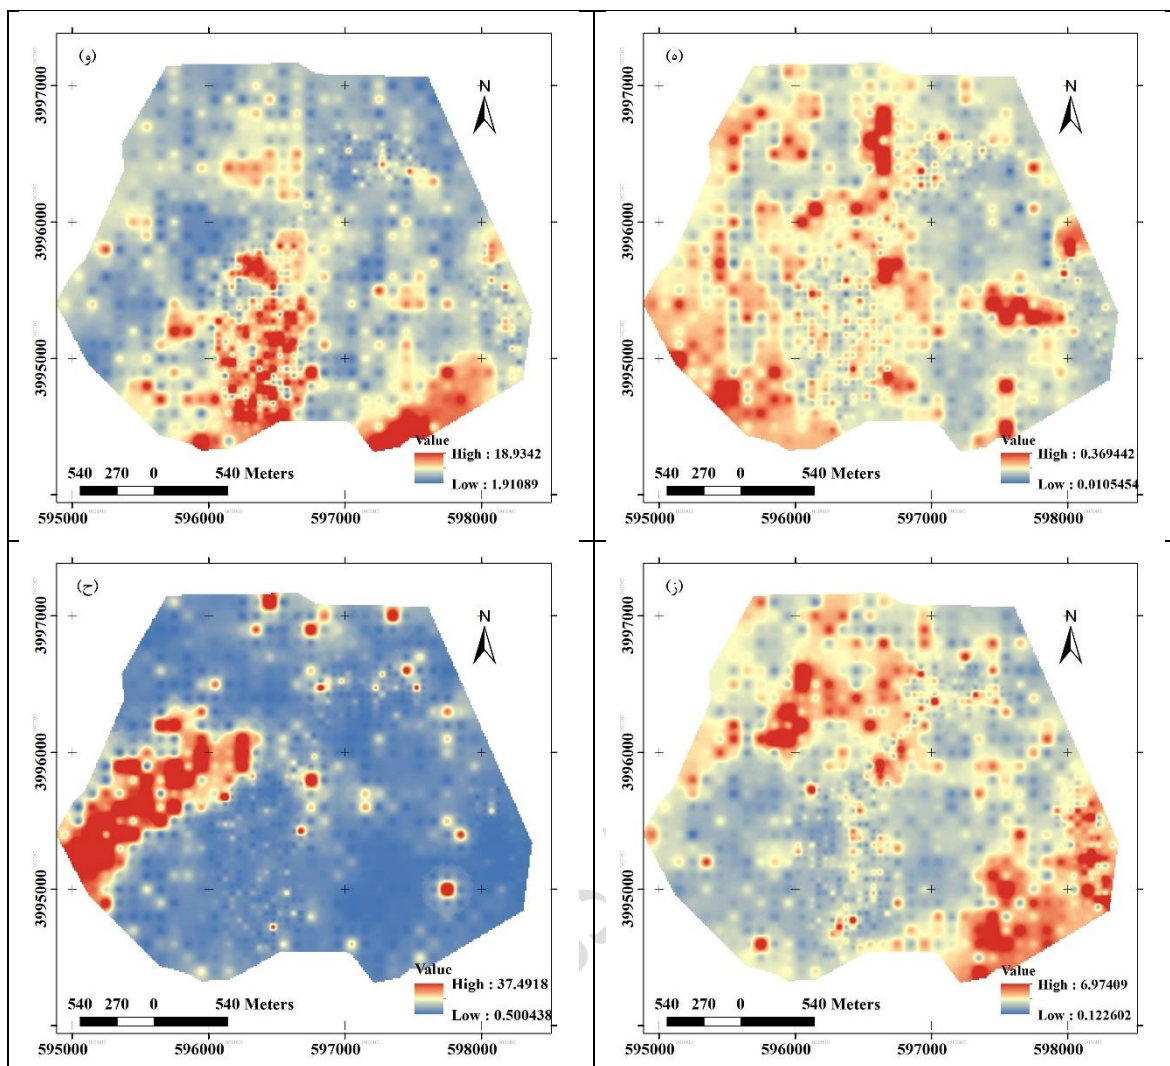 (و)
N
3997000
3996000
3995000
Value
High : 18.9342
Low : 1.91089
540 270 0 540 Meters
595000 596000 597000 598000
(ه)
N
3997000
3996000
3995000
Value
High : 0.369442
Low : 0.0105454
540 270 0 540 Meters
595000 596000 597000 598000
(ح)
N
3997000
3996000
3995000
Value
High : 37.4918
Low : 0.500438
540 270 0 540 Meters
595000 596000 597000 598000
(ز)
N
3997000
3996000
3995000
Value
High : 6.97409
Low : 0.122602
540 270 0 540 Meters
595000 596000 597000 598000